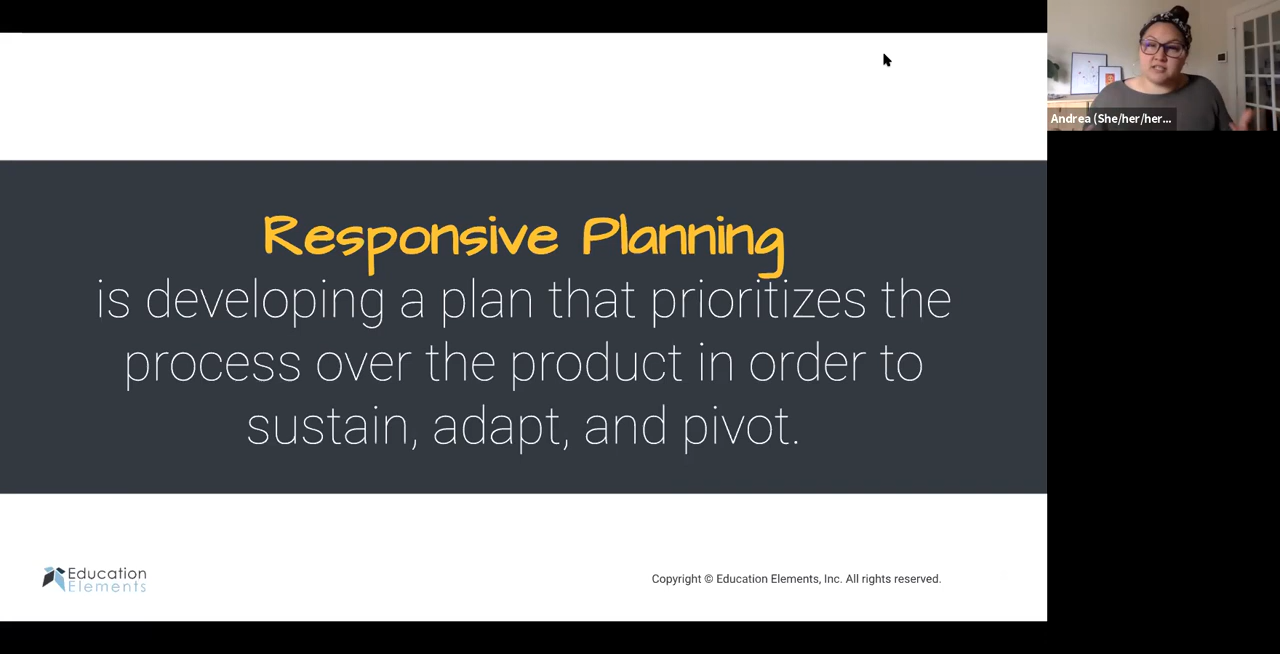 Responsive Planning
is developing a plan that prioritizes the
process over the product in order to
sustain, adapt, and pivot.
Education
Elements
Copyright © Education Elements, Inc. All rights reserved.
Andrea (She/her/her...